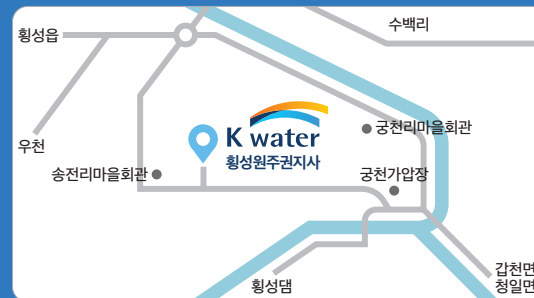 수백리
횡성읍
K water
횡성원주권지사
궁천리마을회관
우천
송전리마을회관
궁천가압장
갑천면
청일면
횡성댐